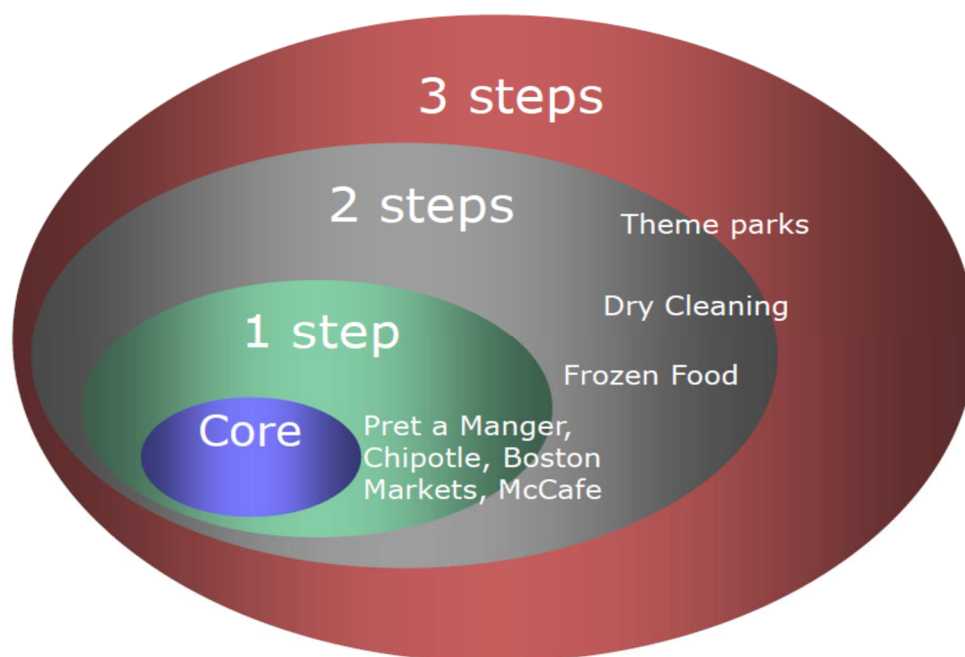 3 steps
2 steps
Theme parks
Dry Cleaning
1 step
Frozen Food
Core
Pret a Manger,
Chipotle, Boston
Markets, McCafe